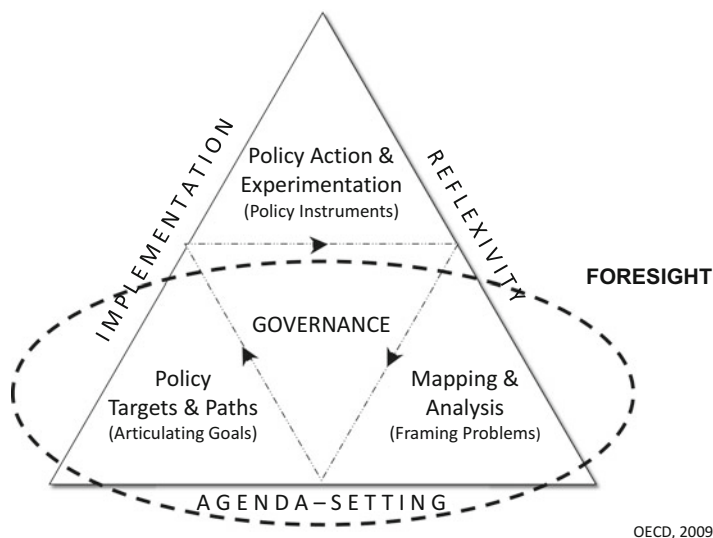 Policy Action &
Experimentation
(Policy Instruments)
IMPLEMENTATION
REFLEXIVITY
FORESIGHT
GOVERNANCE
Policy
Targets & Paths
(Articulating Goals)
Mapping &
Analysis
(Framing Problems)
AGENDA–SETTING
OECD, 2009